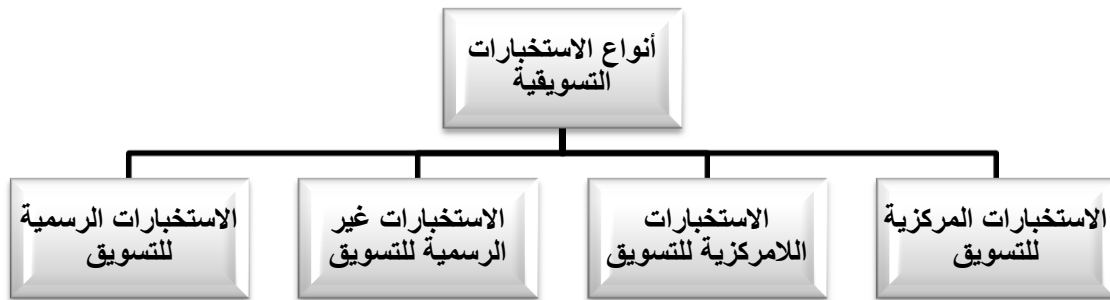 أنواع الاستخبارات
التسويقية
الاستخبارات المركزية
للتسويق
الاستخبارات
اللامركزية للتسويق
الاستخبارات غير
الرسمية للتسويق
الاستخبارات الرسمية
للتسويق